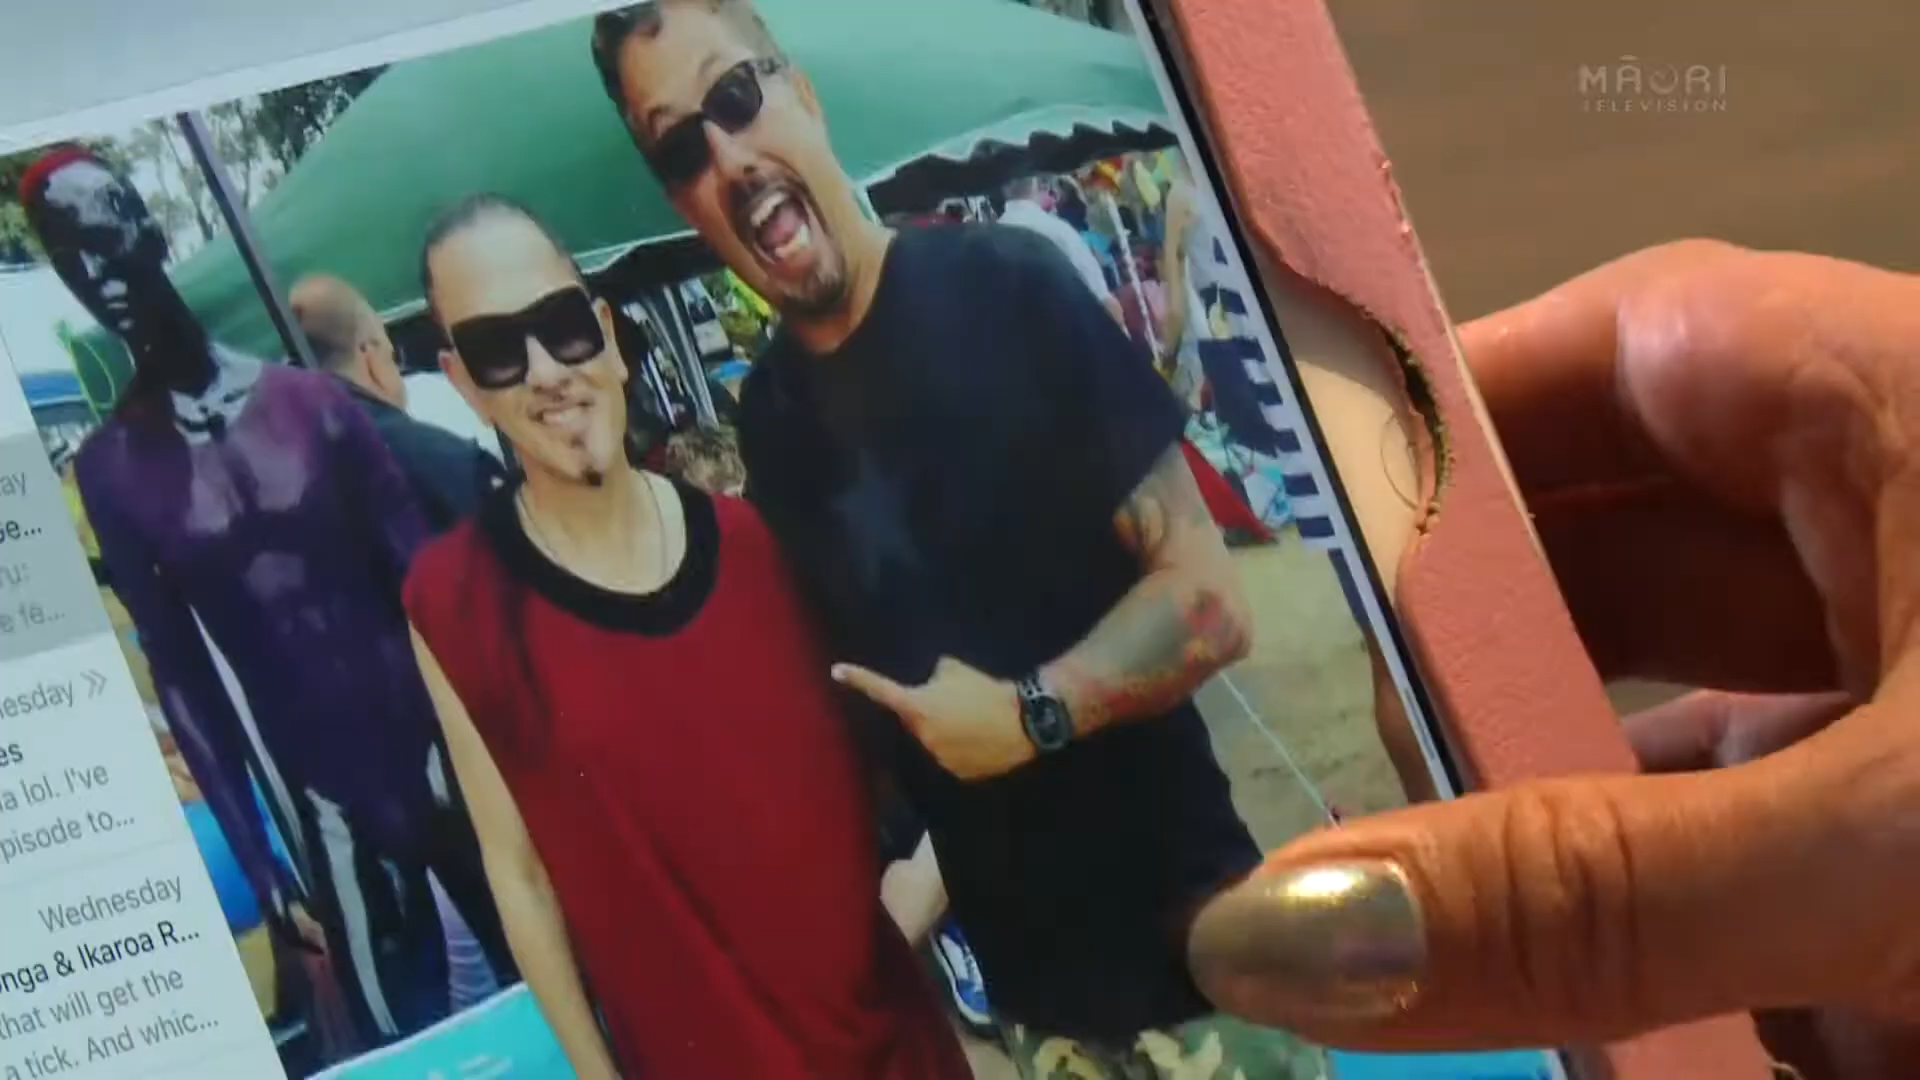 MĀORI
TELEVISION
ay
Se...
ru:
e fe...
esday »
es
a lol. I've
pisode to...
Wednesday
nga & Ikaroa R...
that will get the
a tick. And whic...